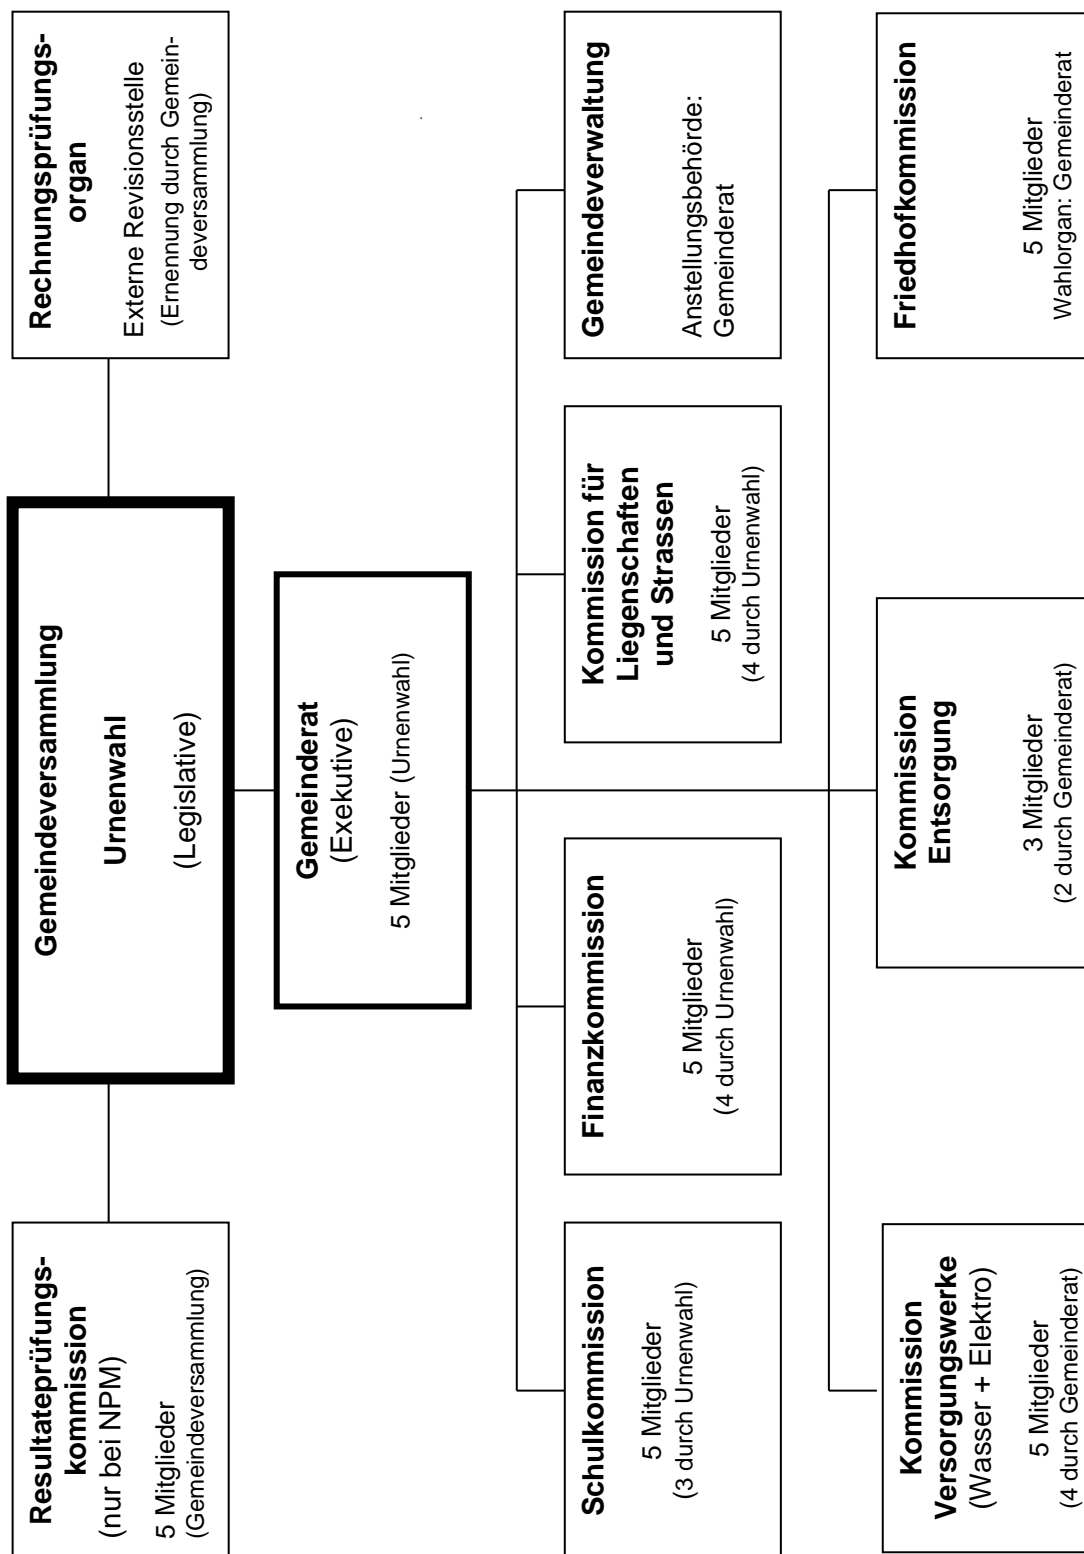 Resultateprüfungs-
kommission
(nur bei NPM)
5 Mitglieder
(Gemeindeversammlung)
Gemeindeversammlung
Urnenwahl
(Legislative)
Rechnungsprüfungs-
organ
Externe Revisionsstelle
(Ernennung durch Gemein-
deversammlung)
Gemeinderat
(Exekutive)
5 Mitglieder (Urnenwahl)
Schulkommission
5 Mitglieder
(3 durch Urnenwahl)
Finanzkommission
5 Mitglieder
(4 durch Urnenwahl)
Kommission für
Liegenschaften
und Strassen
5 Mitglieder
(4 durch Urnenwahl)
Gemeindeverwaltung
Anstellungsbehörde:
Gemeinderat
Kommission
Versorgungswerke
(Wasser + Elektro)
5 Mitglieder
(4 durch Gemeinderat)
Kommission
Entsorgung
3 Mitglieder
(2 durch Gemeinderat)
Friedhofkommission
5 Mitglieder
Wahlorgan: Gemeinderat